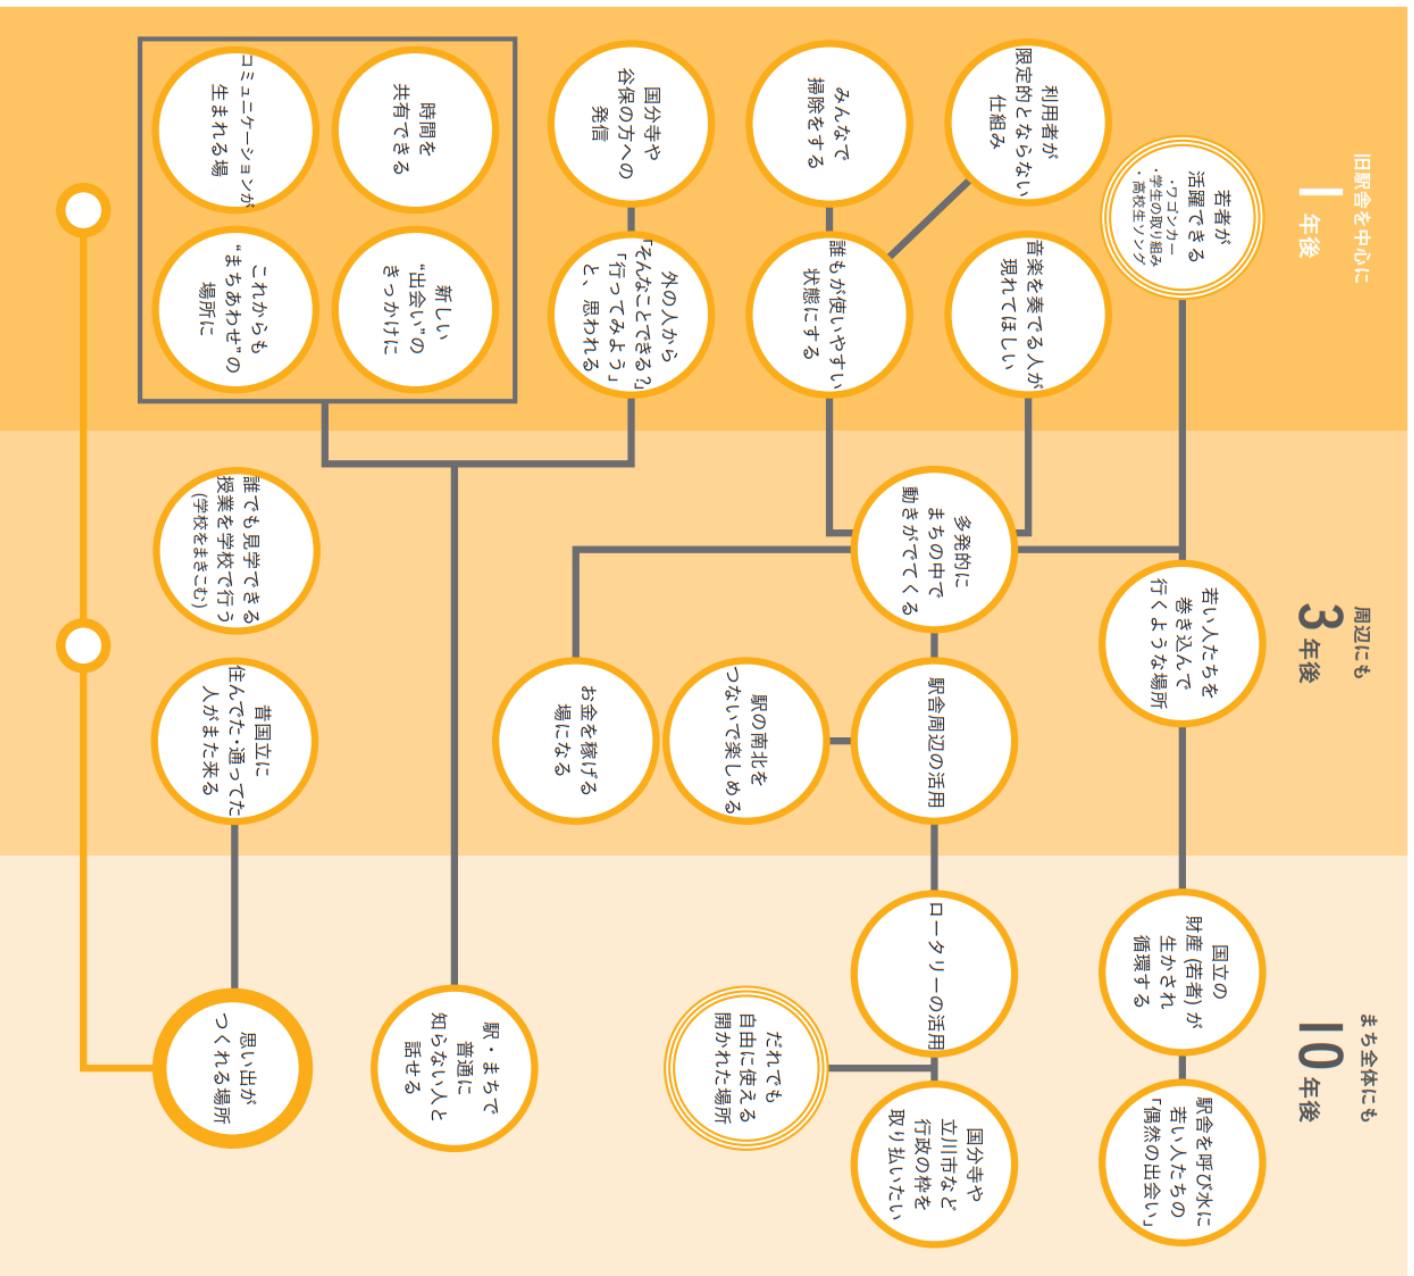 旧駅舎を中心に
1年後
若者が
活躍できる
・ワゴンカー
・学生の取り組み
・高校生ソング
利用者が
限定的とならない
仕組み
音楽を奏でる人が
現れてほしい
みんなで
掃除をする
誰もが使いやすい
状態にする
国分寺や
谷保の方への
発信
外の人から
「そんなことできる?」
「行ってみよう」
と、思われる
時間を
共有できる
新しい
“出会い”の
きっかけに
コミュニケーションが
生まれる場
これからも
“まちあわせ”の
場所に
周辺にも
3年後
若い人たちを
巻き込んで
行くような場所
多発的に
まちの中で
動きがでてくる
駅舎周辺の活用
駅の南北を
つないで楽しめる
お金を稼げる
場になる
誰でも見学できる
授業を学校で行う
(学校をまきこむ)
昔国立に
住んでた・通ってた
人がまた来る
まち全体にも
10年後
国立の
財産(若者)が
生かされ
循環する
駅舎を呼び水に
若い人たちの
「偶然の出会い」
ロータリーの活用
国分寺や
立川市など
行政の枠を
取り払いたい
だれでも
自由に使える
開かれた場所
駅・まちで
普通に
知らない人と
話せる
思い出が
つくれる場所